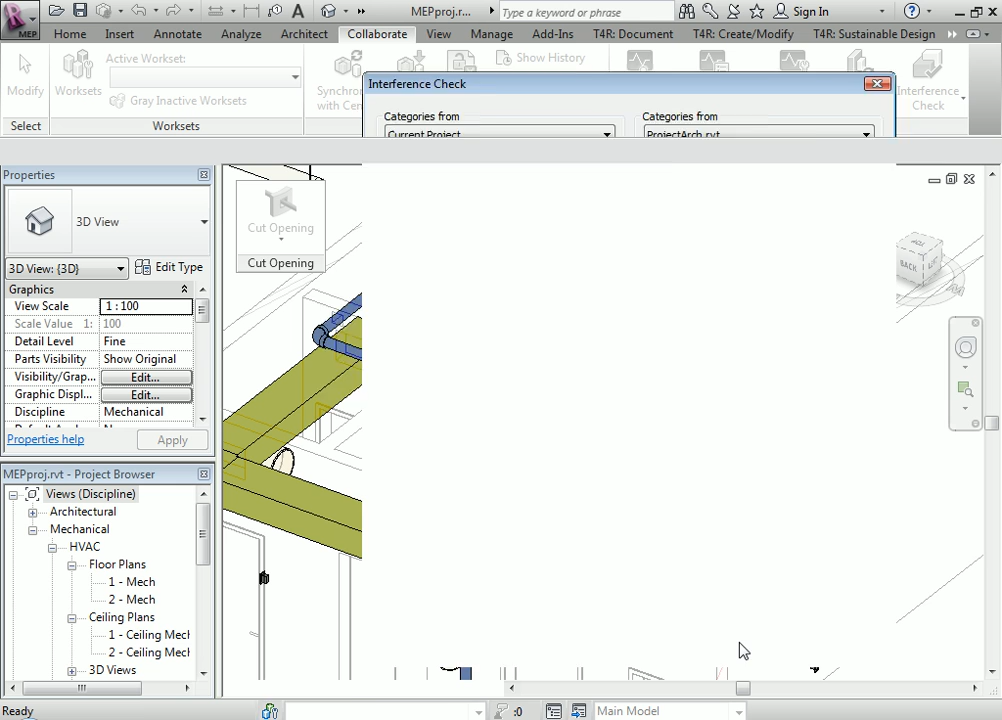 MEPproj.r...
Type a keyword or phrase
Sign In
MEP
Home Insert Annotate Analyze Architect Collaborate View Manage Add-Ins T4R: Document T4R: Create/Modify T4R: Sustainable Design
Modify
Worksets
Active Workset:
Gray Inactive Worksets
Synchro
with Cen
Show History
Interference
Check
Select
Worksets
Interference Check
Categories from
Current Project
Categories from
ProjectArch.rvt
Properties
3D View
3D View: {3D}
Edit Type
Graphics
View Scale 1 : 100
Scale Value 1: 100
Detail Level Fine
Parts Visibility Show Original
Visibility/Grap... Edit...
Graphic Displ... Edit...
Discipline Mechanical
Properties help
Apply
Cut Opening
Cut Opening
BACK
MEPproj.rvt - Project Browser
Views (Discipline)
Architectural
Mechanical
HVAC
Floor Plans
1 - Mech
2 - Mech
Ceiling Plans
1 - Ceiling Mech
2 - Ceiling Mech
3D Views
Ready
:0
Main Model